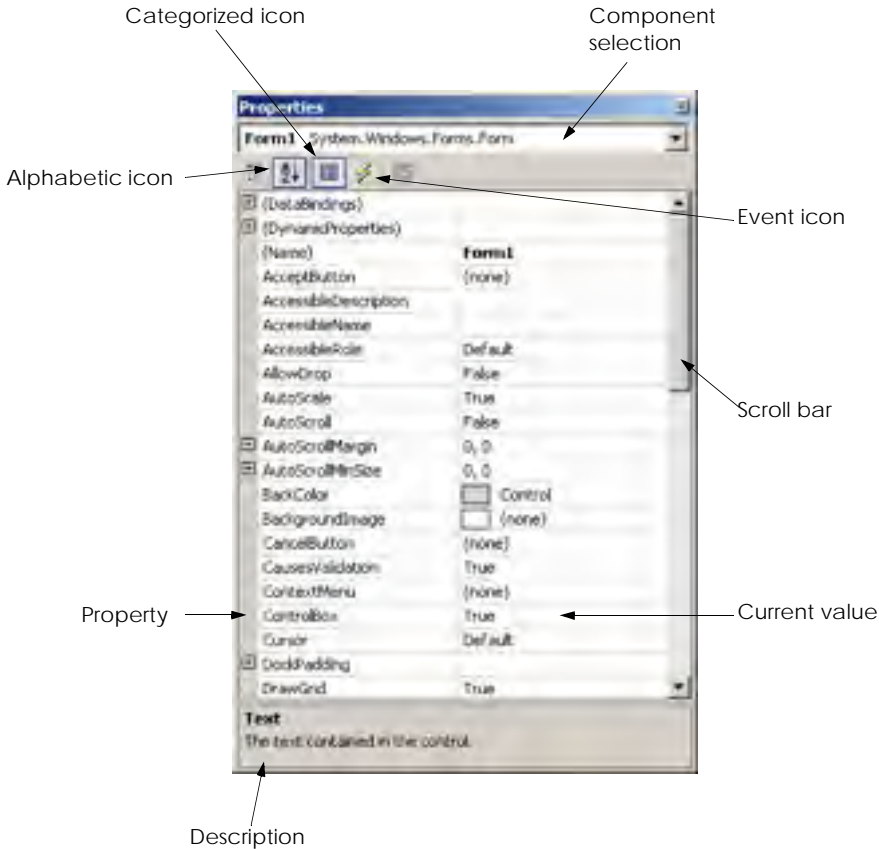 Categorized icon
Component
selection
Properties
Form1 System.Windows.Forms.Form
Alphabetic icon
Event icon
(DataBindings)
(DynamicProperties)
(Name) Form1
AcceptButton (none)
AccessibleDescription
AccessibleName
AccessibleRole Default
AllowDrop False
AutoScale True
AutoScroll False
Scroll bar
AutoScrollMargin 0, 0
AutoScrollMinSize 0, 0
BackColor Control
BackgroundImage (none)
CancelButton (none)
CausesValidation True
ContextMenu (none)
Property
ControlBox True
Current value
Cursor Default
DockPadding
DrawGrid True
Text
The text contained in the control.
Description